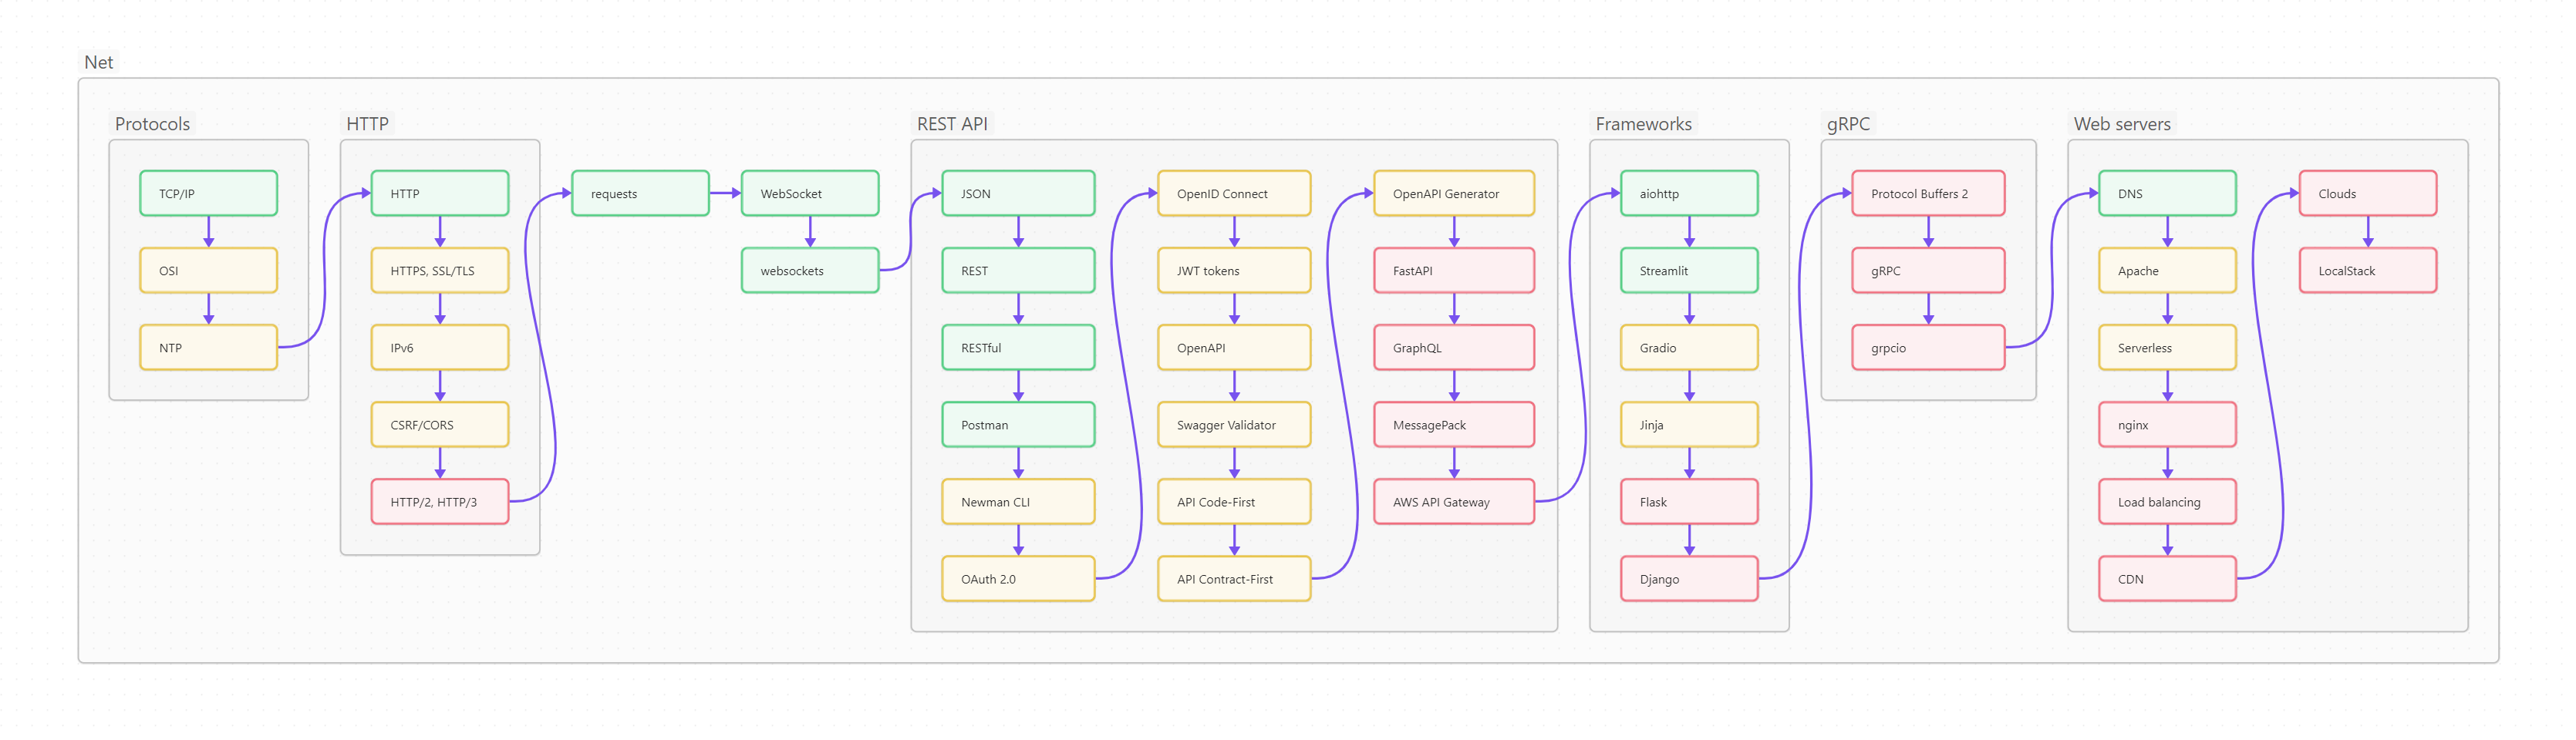 Net
Protocols
TCP/IP
OSI
NTP
HTTP
HTTP
HTTPS, SSL/TLS
IPv6
CSRF/CORS
HTTP/2, HTTP/3
requests
WebSocket
websockets
REST API
JSON
REST
RESTful
Postman
Newman CLI
OAuth 2.0
OpenID Connect
JWT tokens
OpenAPI
Swagger Validator
API Code-First
API Contract-First
OpenAPI Generator
FastAPI
GraphQL
MessagePack
AWS API Gateway
Frameworks
aiohttp
Streamlit
Gradio
Jinja
Flask
Django
gRPC
Protocol Buffers 2
gRPC
grpcio
Web servers
DNS
Apache
Serverless
nginx
Load balancing
CDN
Clouds
LocalStack